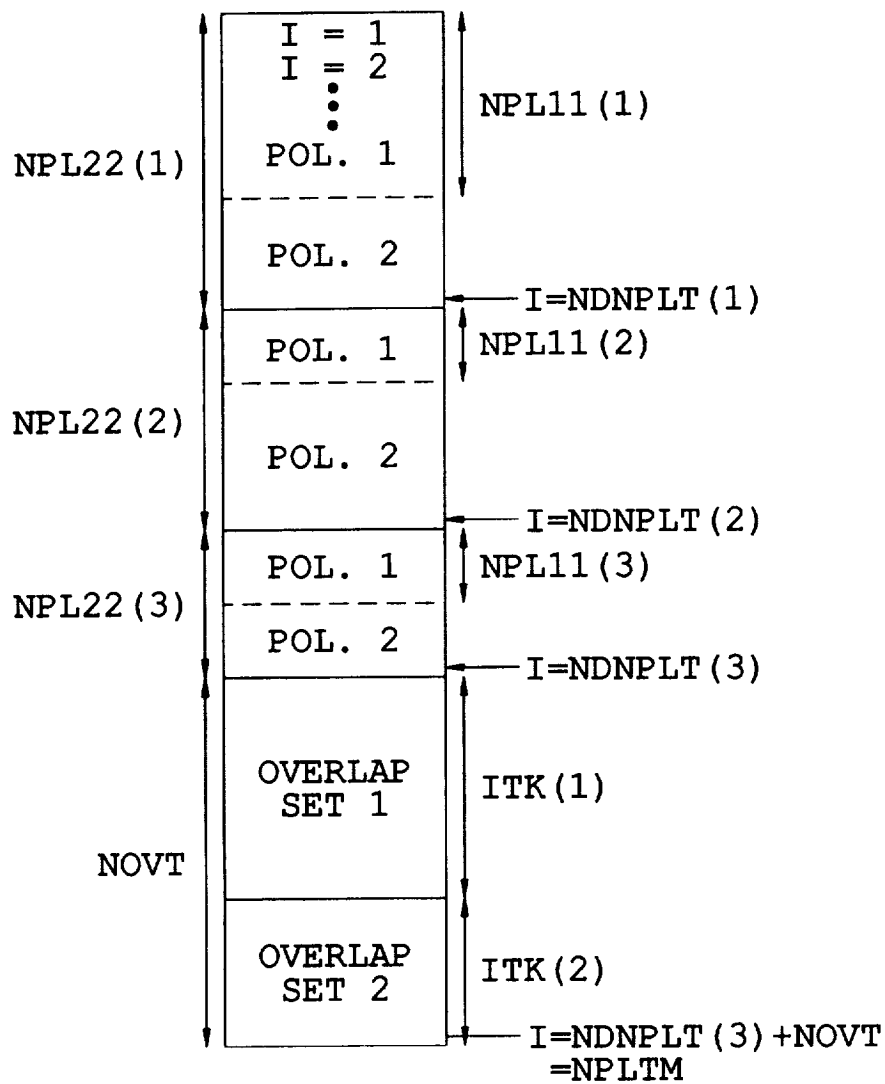 I = 1
I = 2
NPL11(1)
POL. 1
NPL22(1)
POL. 2
I=NDNPLT(1)
POL. 1
NPL11(2)
NPL22(2)
POL. 2
I=NDNPLT(2)
POL. 1
NPL11(3)
NPL22(3)
POL. 2
I=NDNPLT(3)
OVERLAP
SET 1
ITK(1)
NOVT
OVERLAP
SET 2
ITK(2)
I=NDNPLT(3)+NOVT
=NPLTM